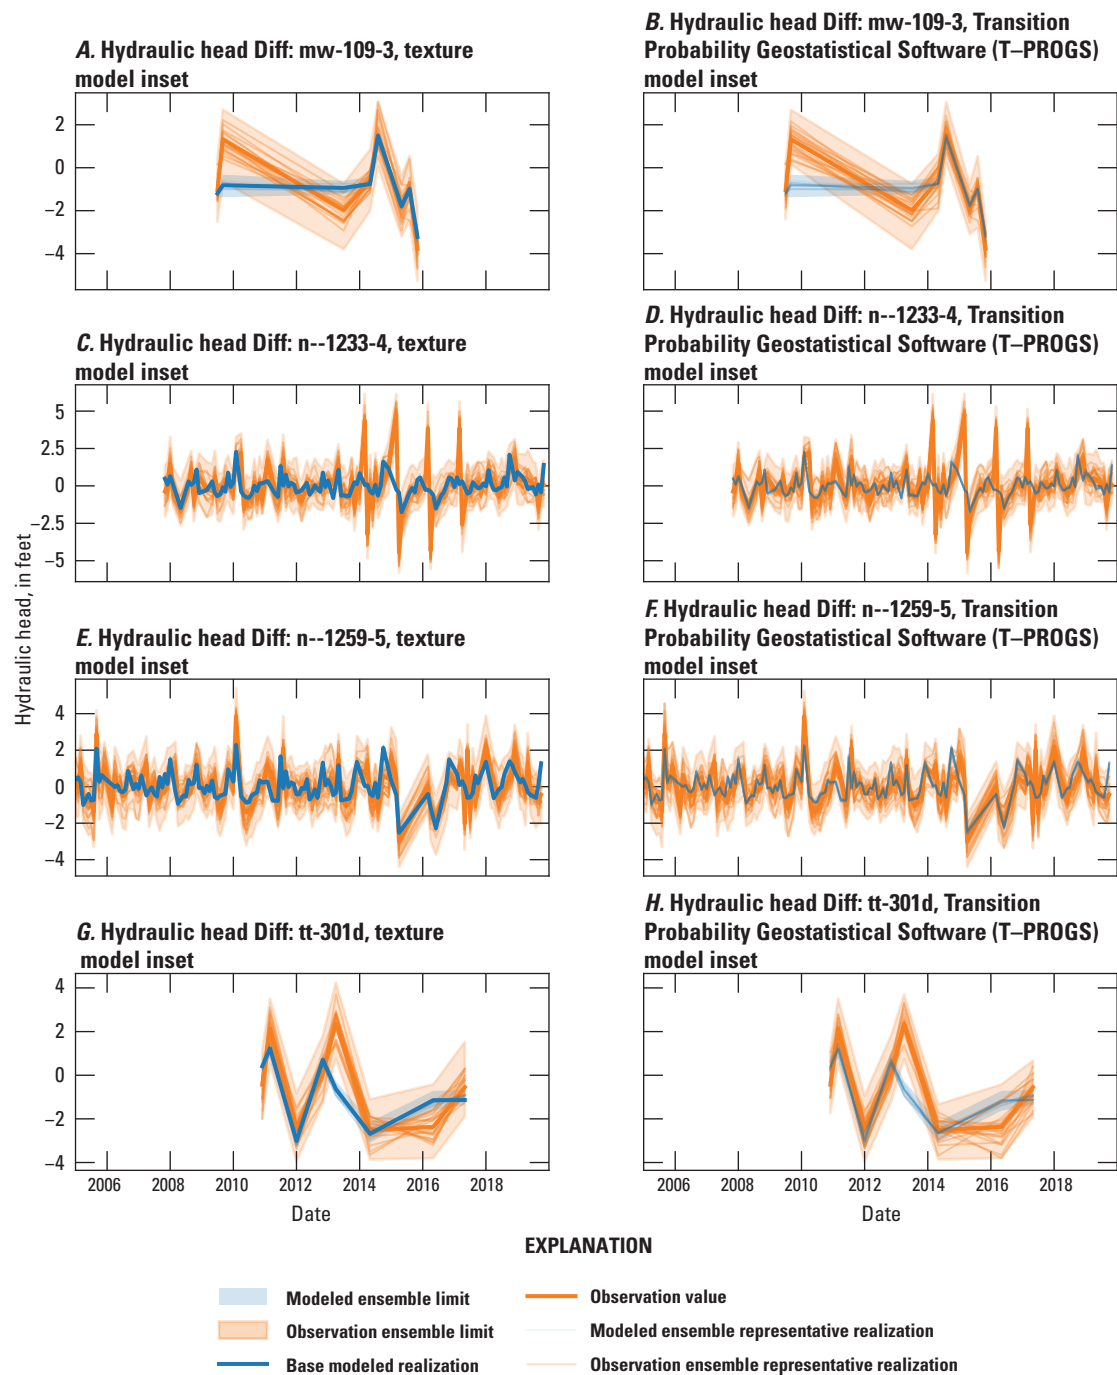 A. Hydraulic head Diff: mw-109-3, texture
model inset
B. Hydraulic head Diff: mw-109-3, Transition
Probability Geostatistical Software (T–PROGS)
model inset
2
0
−2
−4
C. Hydraulic head Diff: n--1233-4, texture
model inset
D. Hydraulic head Diff: n--1233-4, Transition
Probability Geostatistical Software (T–PROGS)
model inset
5
2.5
0
−2.5
−5
Hydraulic head, in feet
E. Hydraulic head Diff: n--1259-5, texture
model inset
F. Hydraulic head Diff: n--1259-5, Transition
Probability Geostatistical Software (T–PROGS)
model inset
4
2
0
−2
−4
G. Hydraulic head Diff: tt-301d, texture
model inset
H. Hydraulic head Diff: tt-301d, Transition
Probability Geostatistical Software (T–PROGS)
model inset
4
2
0
−2
−4
2006 2008 2010 2012 2014 2016 2018
Date
2006 2008 2010 2012 2014 2016 2018
Date
EXPLANATION
Modeled ensemble limit
Observation ensemble limit
Base modeled realization
Observation value
Modeled ensemble representative realization
Observation ensemble representative realization